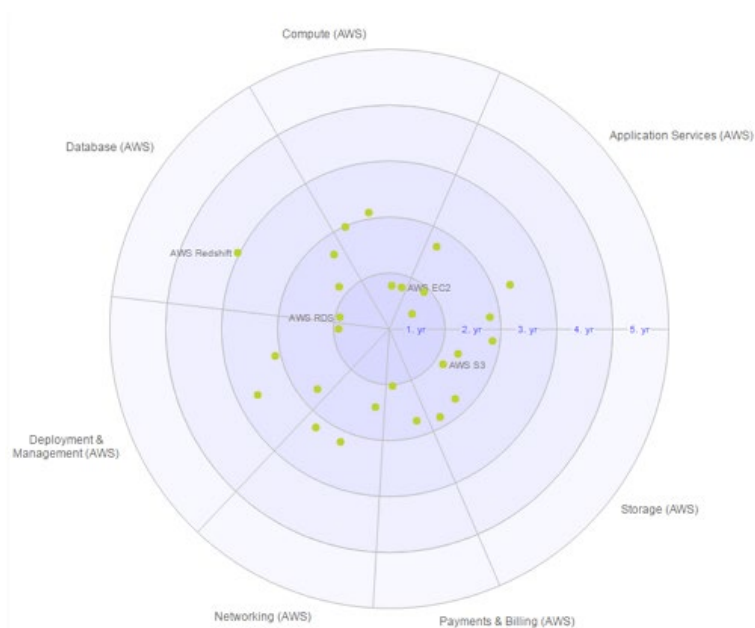 Compute (AWS)
Application Services (AWS)
Database (AWS)
AWS Redshift
AWS EC2
AWS RDS
1. yr
2. yr
3. yr
4. yr
5. yr
AWS S3
Deployment &
Management (AWS)
Storage (AWS)
Networking (AWS)
Payments & Billing (AWS)